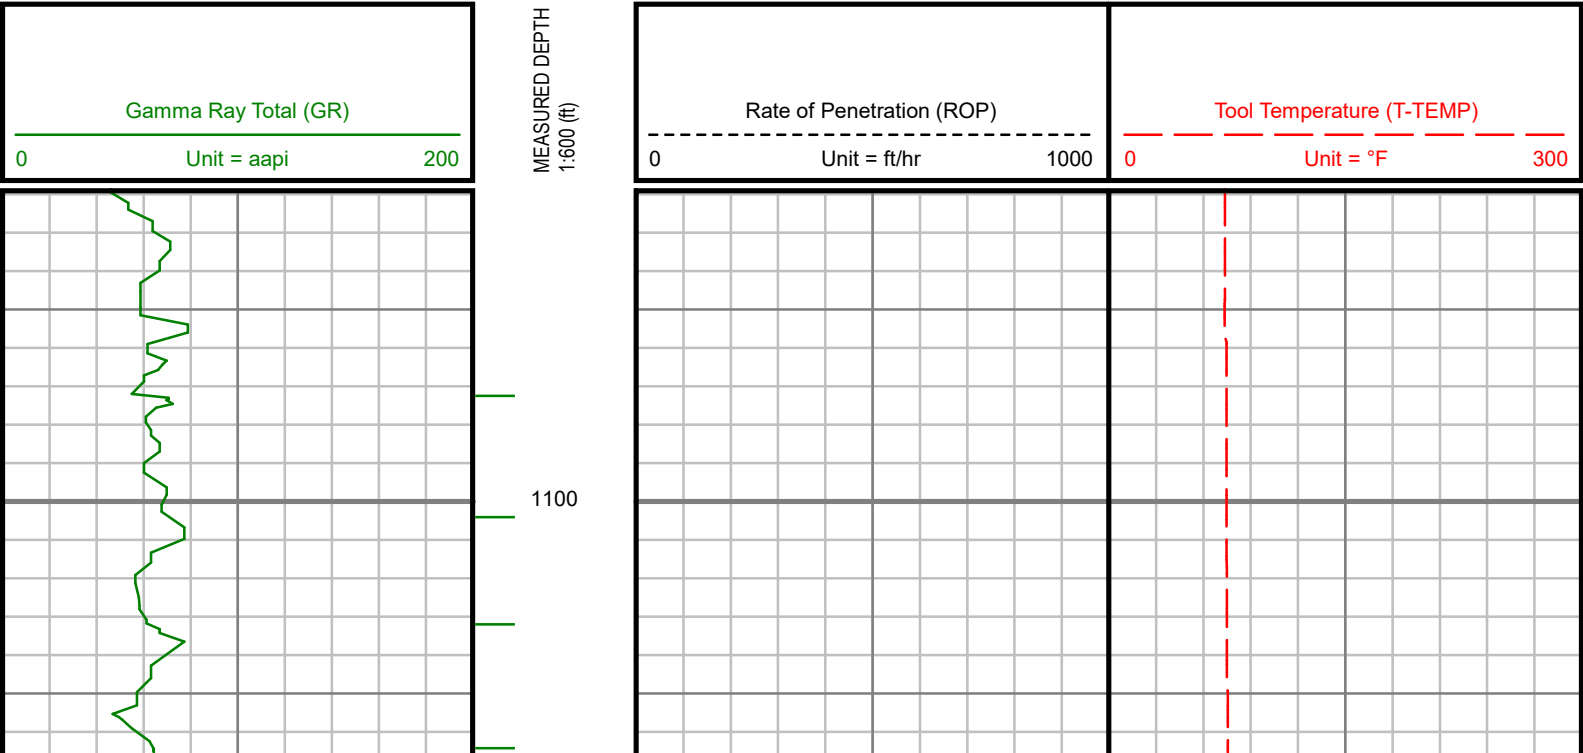 Gamma Ray Total (GR)
0 Unit = aapi 200
MEASURED DEPTH
1:600 (ft)
Rate of Penetration (ROP)
0 Unit = ft/hr 1000
Tool Temperature (T-TEMP)
0 Unit = °F 300
1100